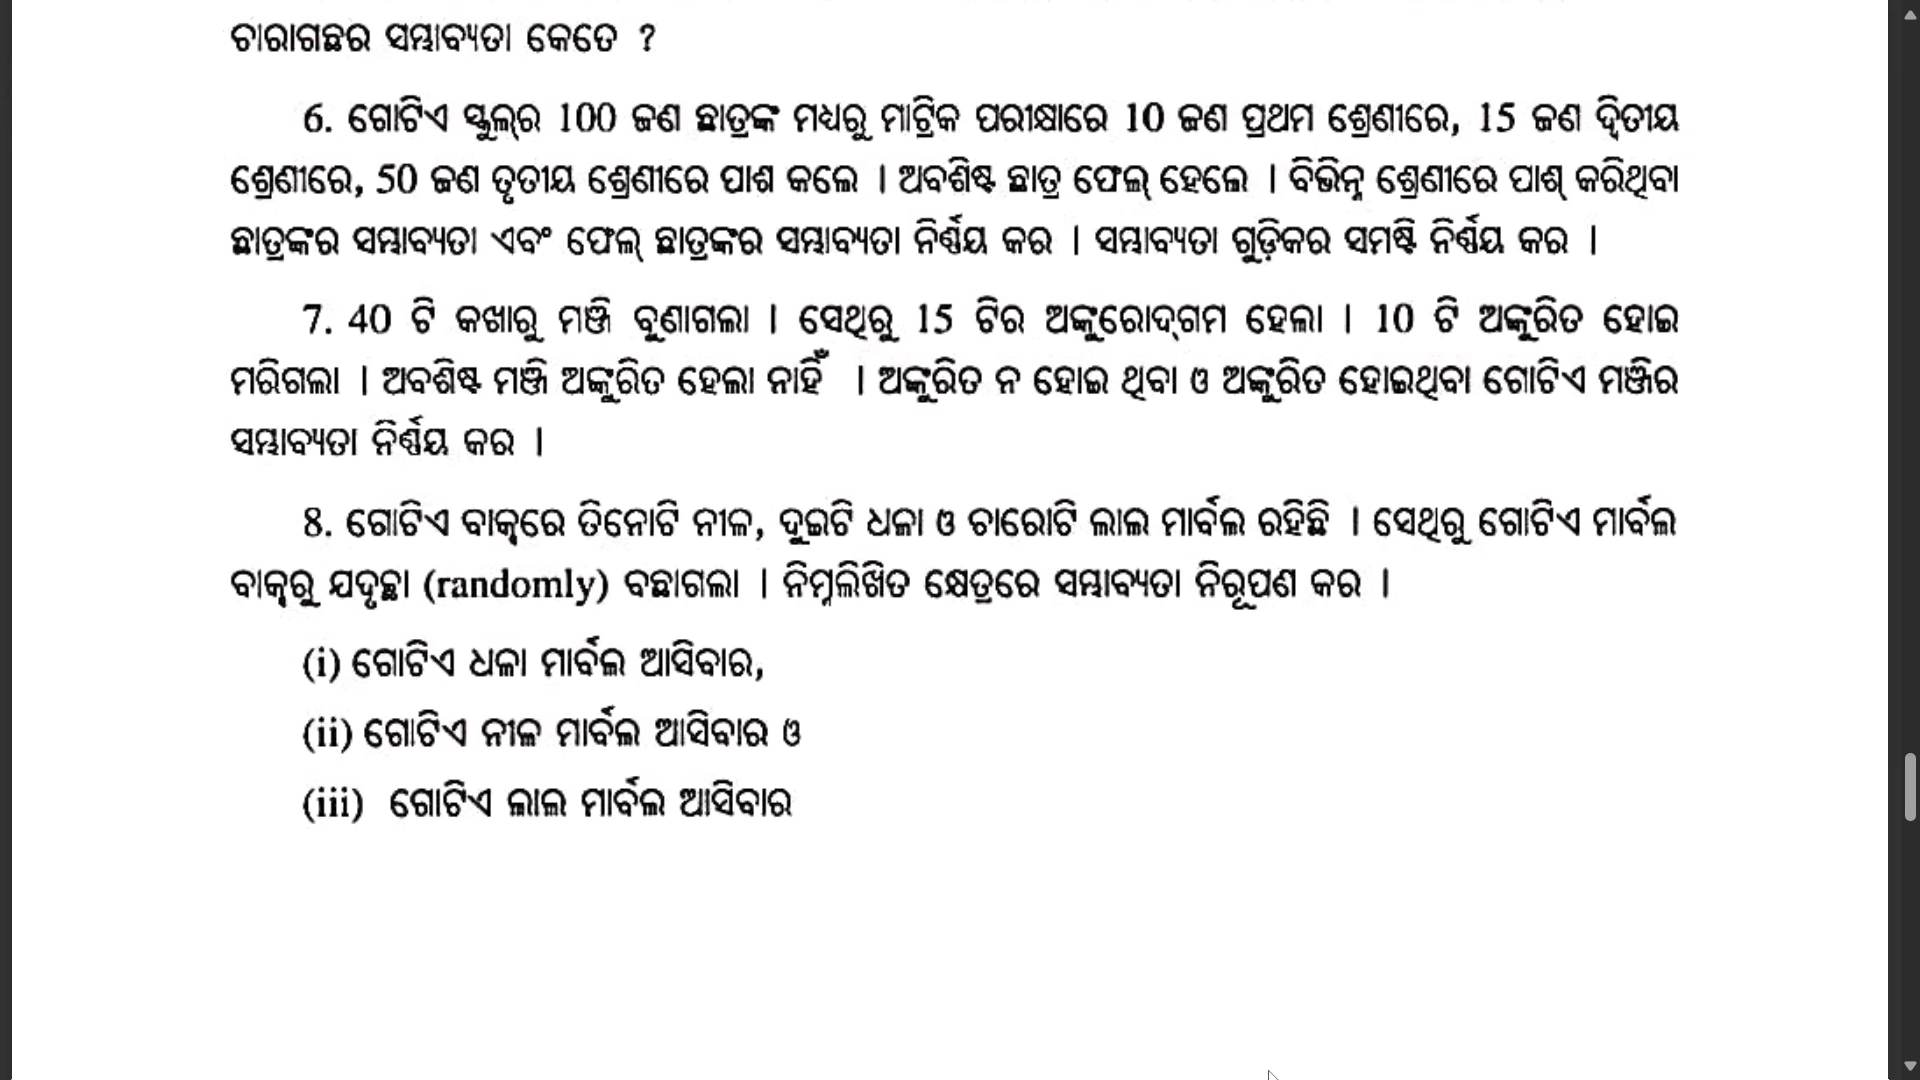 ଚାରାଗଛର ସମ୍ଭାବ୍ୟତା କେତେ ?
6. ଗୋଟିଏ ସ୍କୁଲ୍‌ର 100 ଜଣ ଛାତ୍ରଙ୍କ ମଧ୍ୟରୁ ମାଟ୍ରିକ ପରୀକ୍ଷାରେ 10 ଜଣ ପ୍ରଥମ ଶ୍ରେଣୀରେ, 15 ଜଣ ଦ୍ବିତୀୟ
ଶ୍ରେଣୀରେ, 50 ଜଣ ତୃତୀୟ ଶ୍ରେଣୀରେ ପାଶ କଲେ । ଅବଶିଷ୍ଟ ଛାତ୍ର ଫେଲ୍ ହେଲେ । ବିଭିନ୍ନ ଶ୍ରେଣୀରେ ପାଶ୍ କରିଥିବା
ଛାତ୍ରଙ୍କର ସମ୍ଭାବ୍ୟତା ଏବଂ ଫେଲ୍ ଛାତ୍ରଙ୍କର ସମ୍ଭାବ୍ୟତା ନିର୍ଣ୍ଣୟ କର । ସମ୍ଭାବ୍ୟତା ଗୁଡ଼ିକର ସମଷ୍ଟି ନିର୍ଣ୍ଣୟ କର ।
7. 40 ଟି କଖାରୁ ମଞ୍ଜି ବୁଣାଗଲା । ସେଥିରୁ 15 ଟିର ଅଙ୍କୁରୋଦ୍‌ଗମ ହେଲା । 10 ଟି ଅଙ୍କୁରିତ ହୋଇ
ମରିଗଲା । ଅବଶିଷ୍ଟ ମଞ୍ଜି ଅଙ୍କୁରିତ ହେଲା ନାହିଁ । ଅଙ୍କୁରିତ ନ ହୋଇ ଥିବା ଓ ଅଙ୍କୁରିତ ହୋଇଥିବା ଗୋଟିଏ ମଞ୍ଜିର
ସମ୍ଭାବ୍ୟତା ନିର୍ଣ୍ଣୟ କର ।
8. ଗୋଟିଏ ବାକ୍ସରେ ତିନୋଟି ନୀଳ, ଦୁଇଟି ଧଳା ଓ ଚାରୋଟି ଲାଲ ମାର୍ବଲ ରହିଛି । ସେଥିରୁ ଗୋଟିଏ ମାର୍ବଲ
ବାକ୍ସରୁ ଯଦୃଚ୍ଛା (randomly) ବଛାଗଲା । ନିମ୍ନଲିଖିତ କ୍ଷେତ୍ରରେ ସମ୍ଭାବ୍ୟତା ନିରୂପଣ କର ।
(i) ଗୋଟିଏ ଧଳା ମାର୍ବଲ ଆସିବାର,
(ii) ଗୋଟିଏ ନୀଳ ମାର୍ବଲ ଆସିବାର ଓ
(iii) ଗୋଟିଏ ଲାଲ ମାର୍ବଲ ଆସିବାର